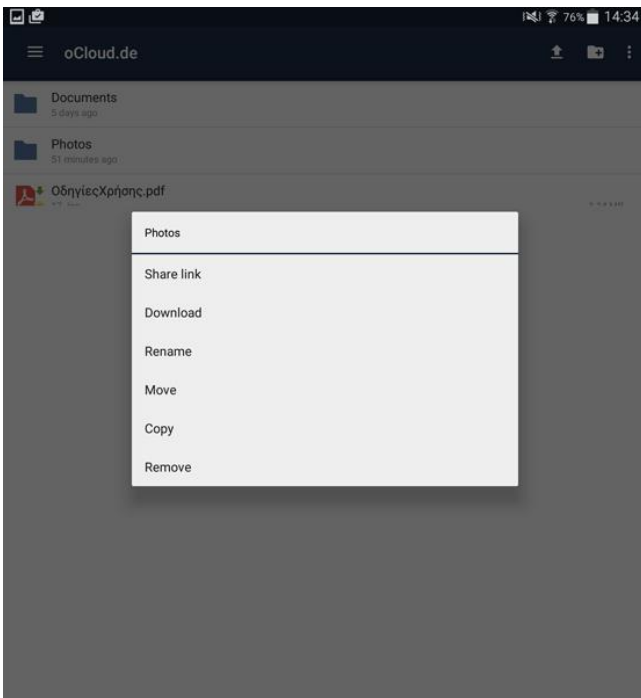 76% 14:34
oCloud.de
Documents
5 days ago
Photos
51 minutes ago
ΟδηγίεςΧρήσης.pdf
Photos
Share link
Download
Rename
Move
Copy
Remove